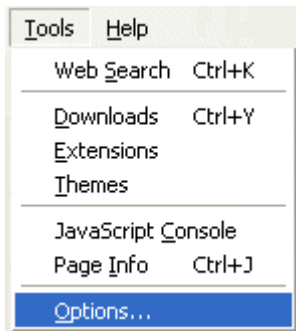 Tools Help
Web Search Ctrl+K
Downloads Ctrl+Y
Extensions
Themes
JavaScript Console
Page Info Ctrl+J
Options...